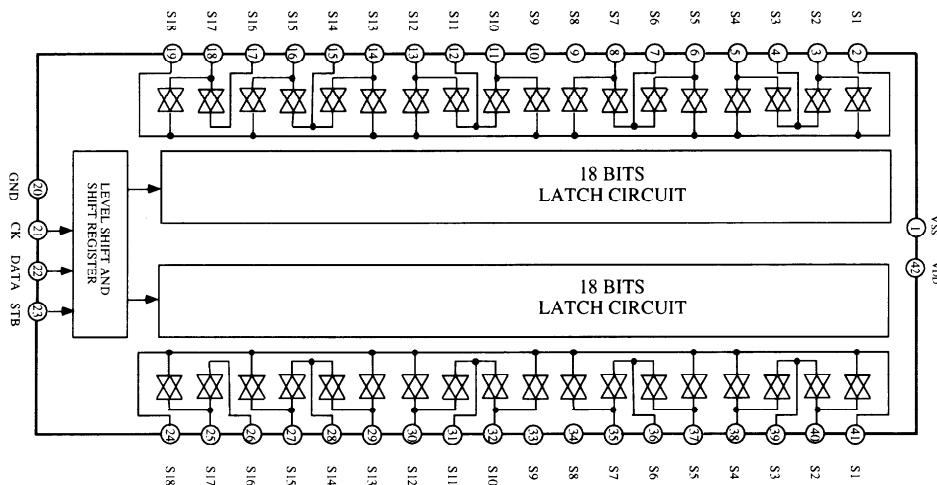 S18 S17 S16 S15 S14 S13 S12 S11 S10 S9 S8 S7 S6 S5 S4 S3 S2 S1
19 18 17 16 15 14 13 12 11 10 9 8 7 6 5 4 3 2
18 BITS
LATCH CIRCUIT
LEVEL SHIFT AND
SHIFT REGISTER
GND 20
CK 21
DATA 22
STB 23
VSS
1
VDD
42
18 BITS
LATCH CIRCUIT
24 25 26 27 28 29 30 31 32 33 34 35 36 37 38 39 40 41
S18 S17 S16 S15 S14 S13 S12 S11 S10 S9 S8 S7 S6 S5 S4 S3 S2 S1